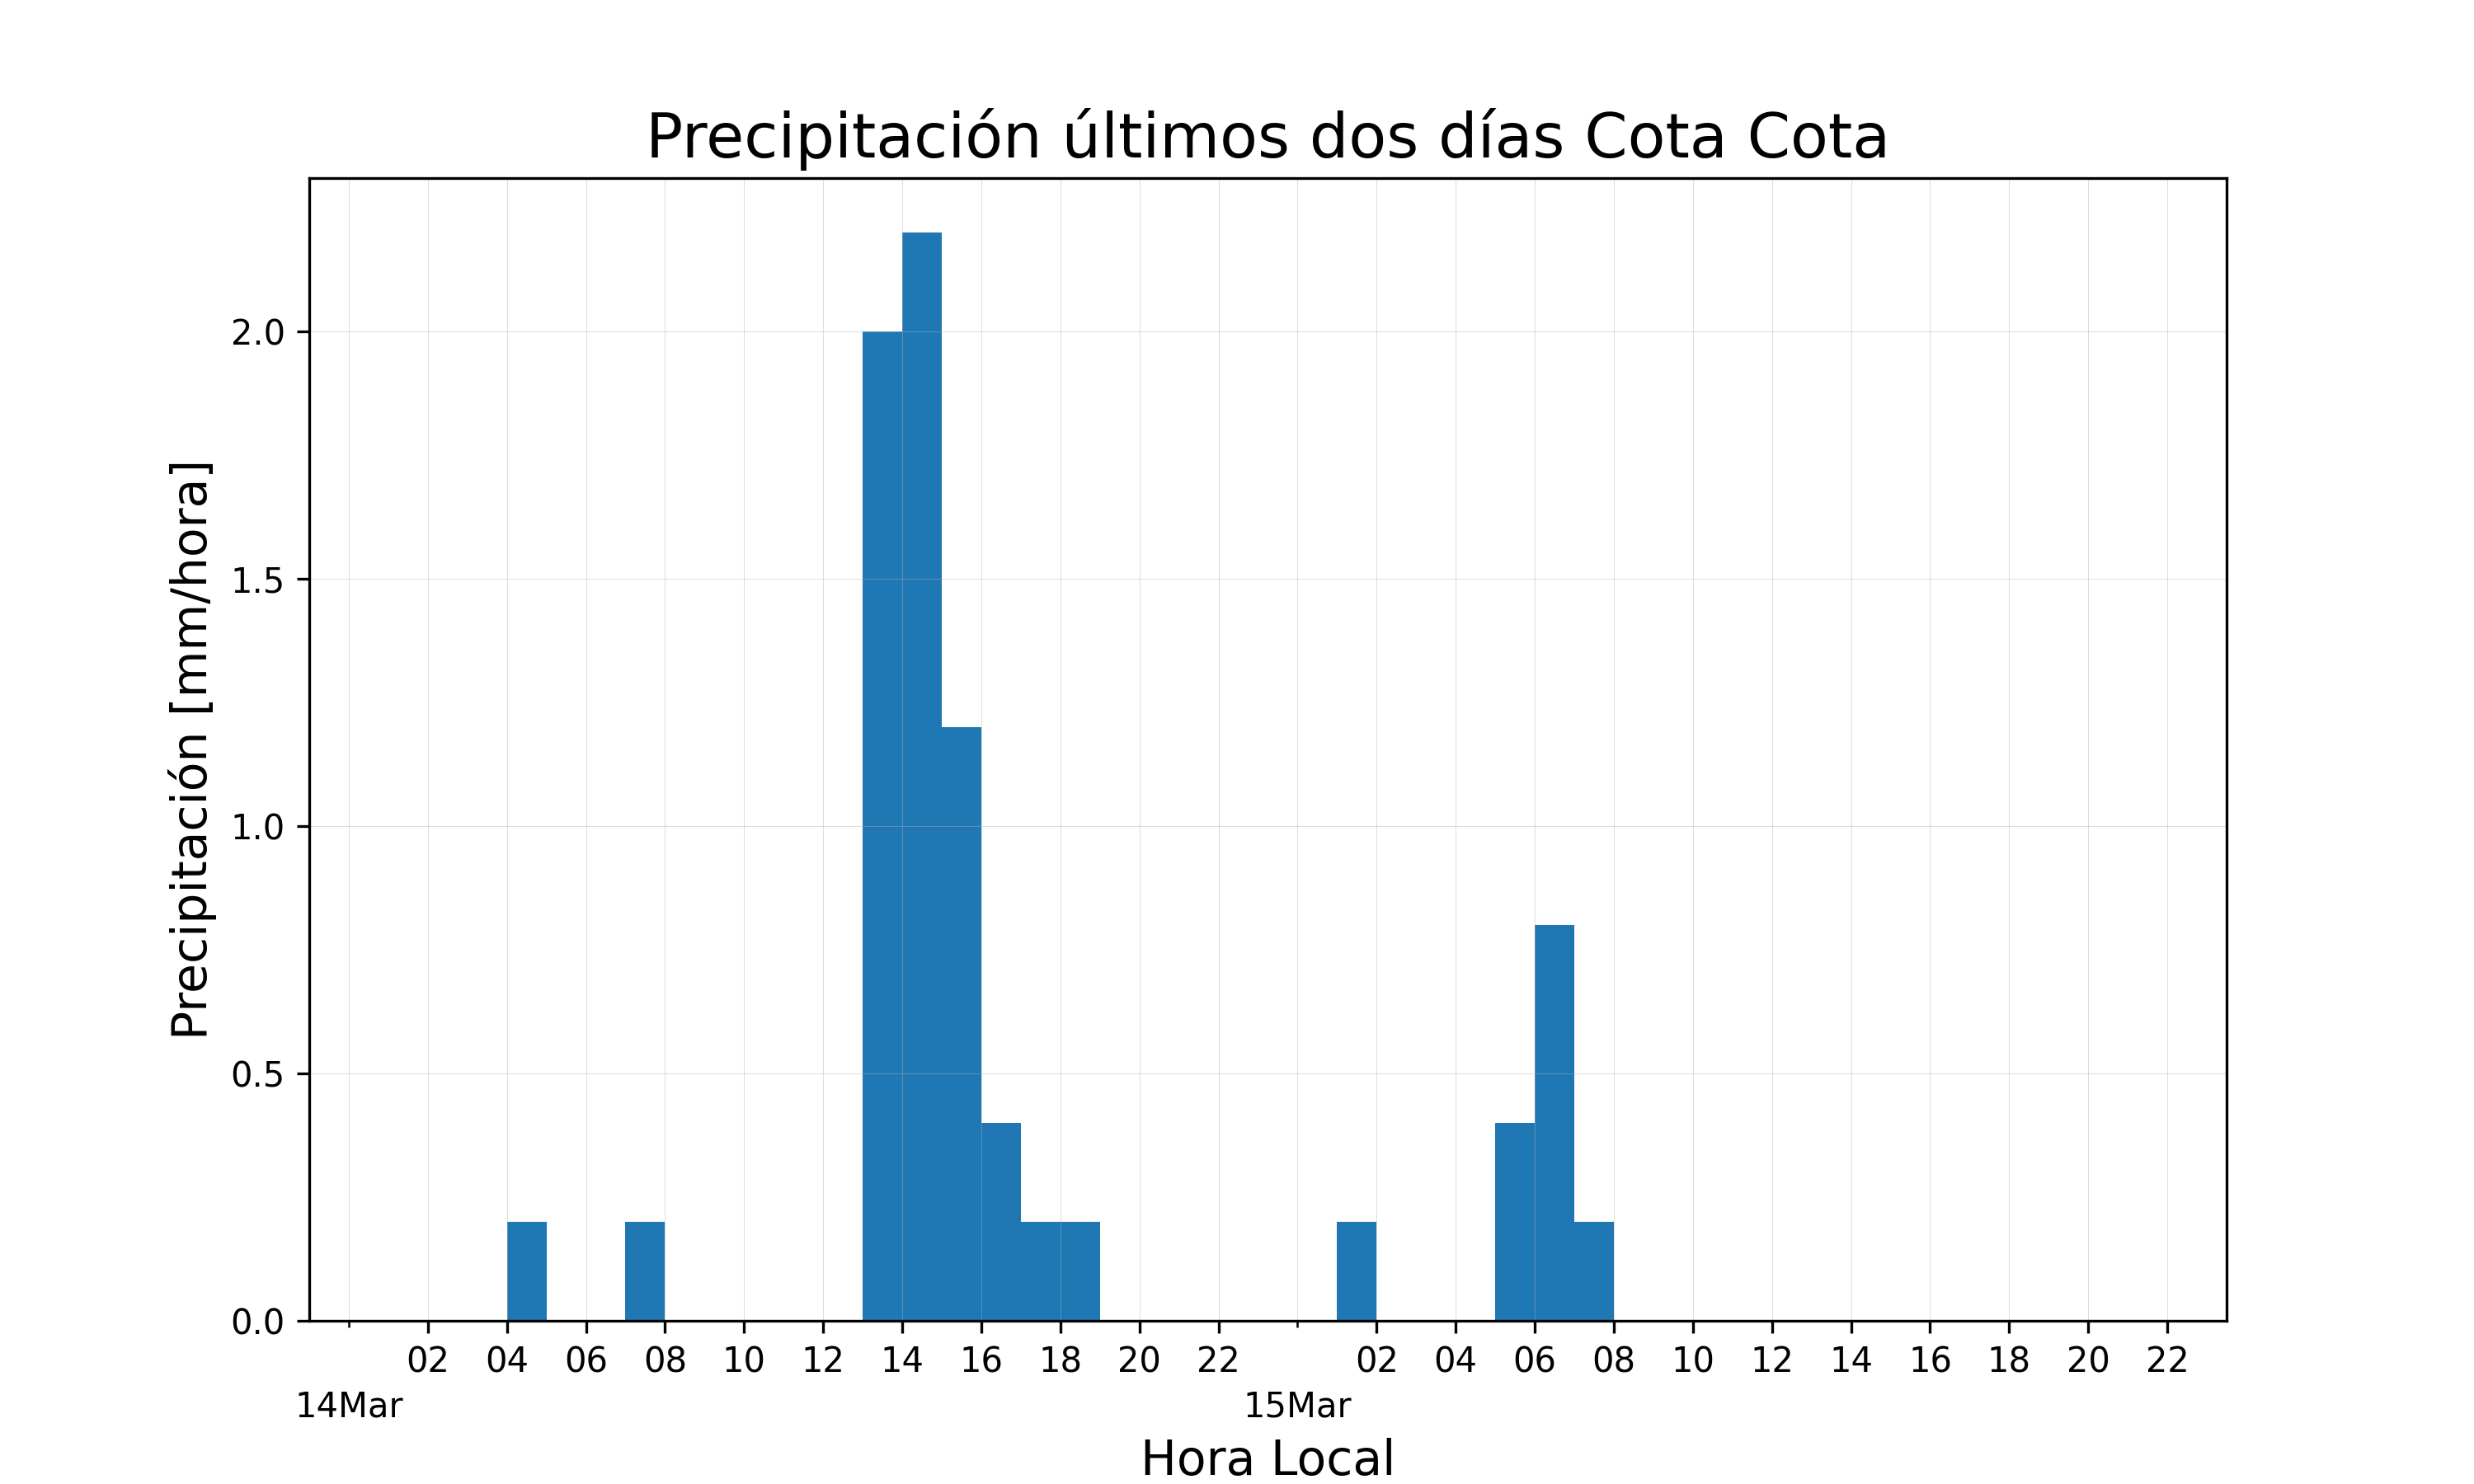 Precipitación últimos dos días Cota Cota
Precipitación [mm/hora]
2.0
1.5
1.0
0.5
0.0
02 04 06 08 10 12 14 16 18 20 22 02 04 06 08 10 12 14 16 18 20 22
14Mar 15Mar
Hora Local